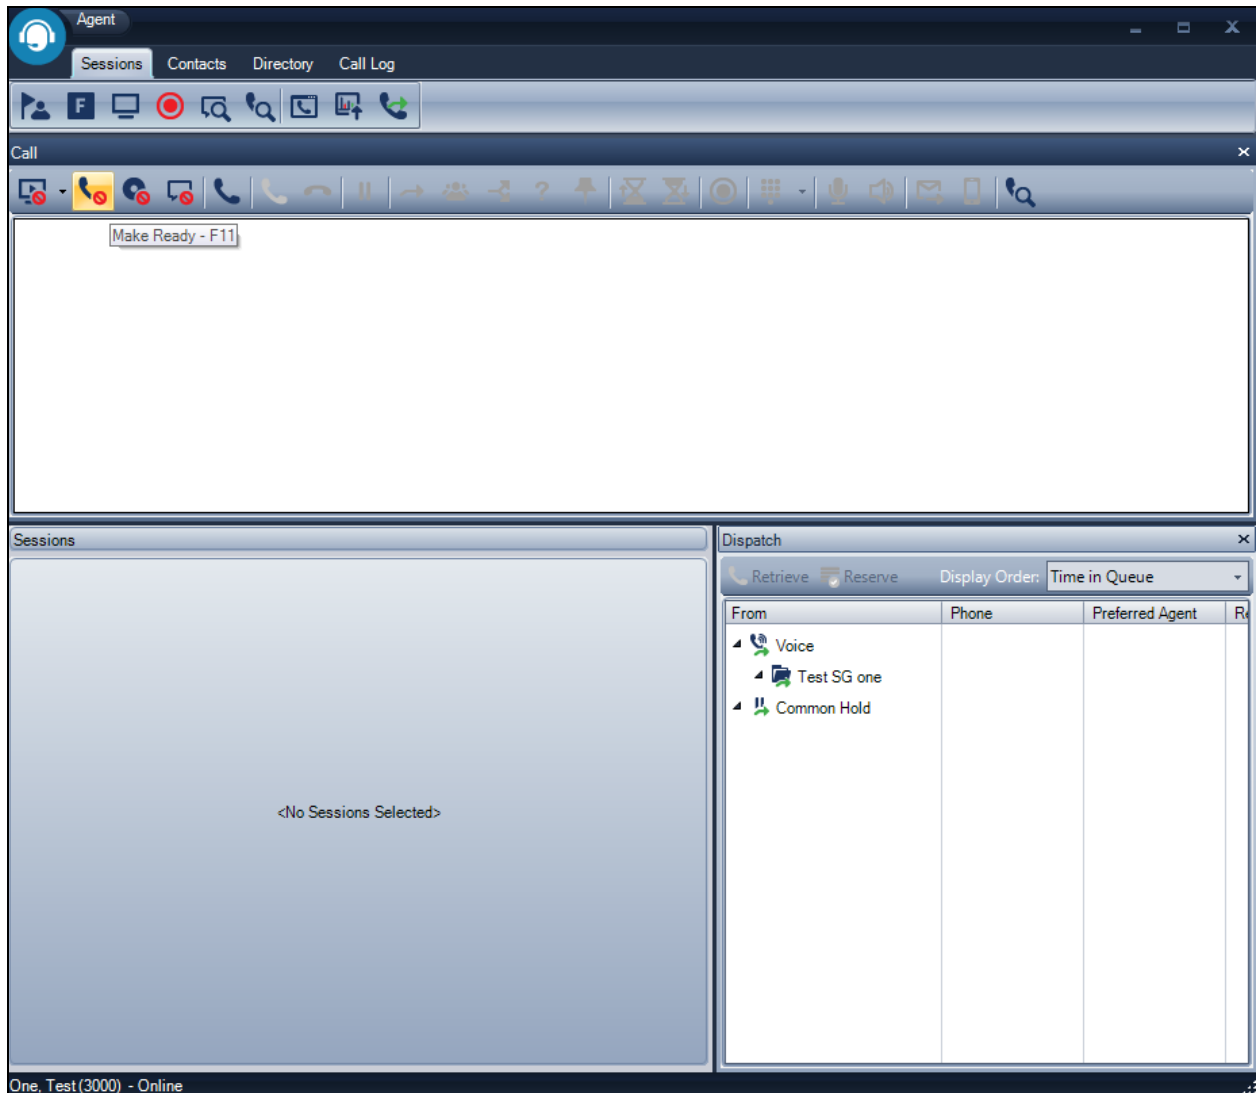 Agent
Sessions Contacts Directory Call Log
F
Call
Make Ready - F11
Sessions
<No Sessions Selected>
Dispatch
Retrieve Reserve Display Order: Time in Queue
From Phone Preferred Agent
Voice
Test SG one
Common Hold
One, Test (3000) - Online